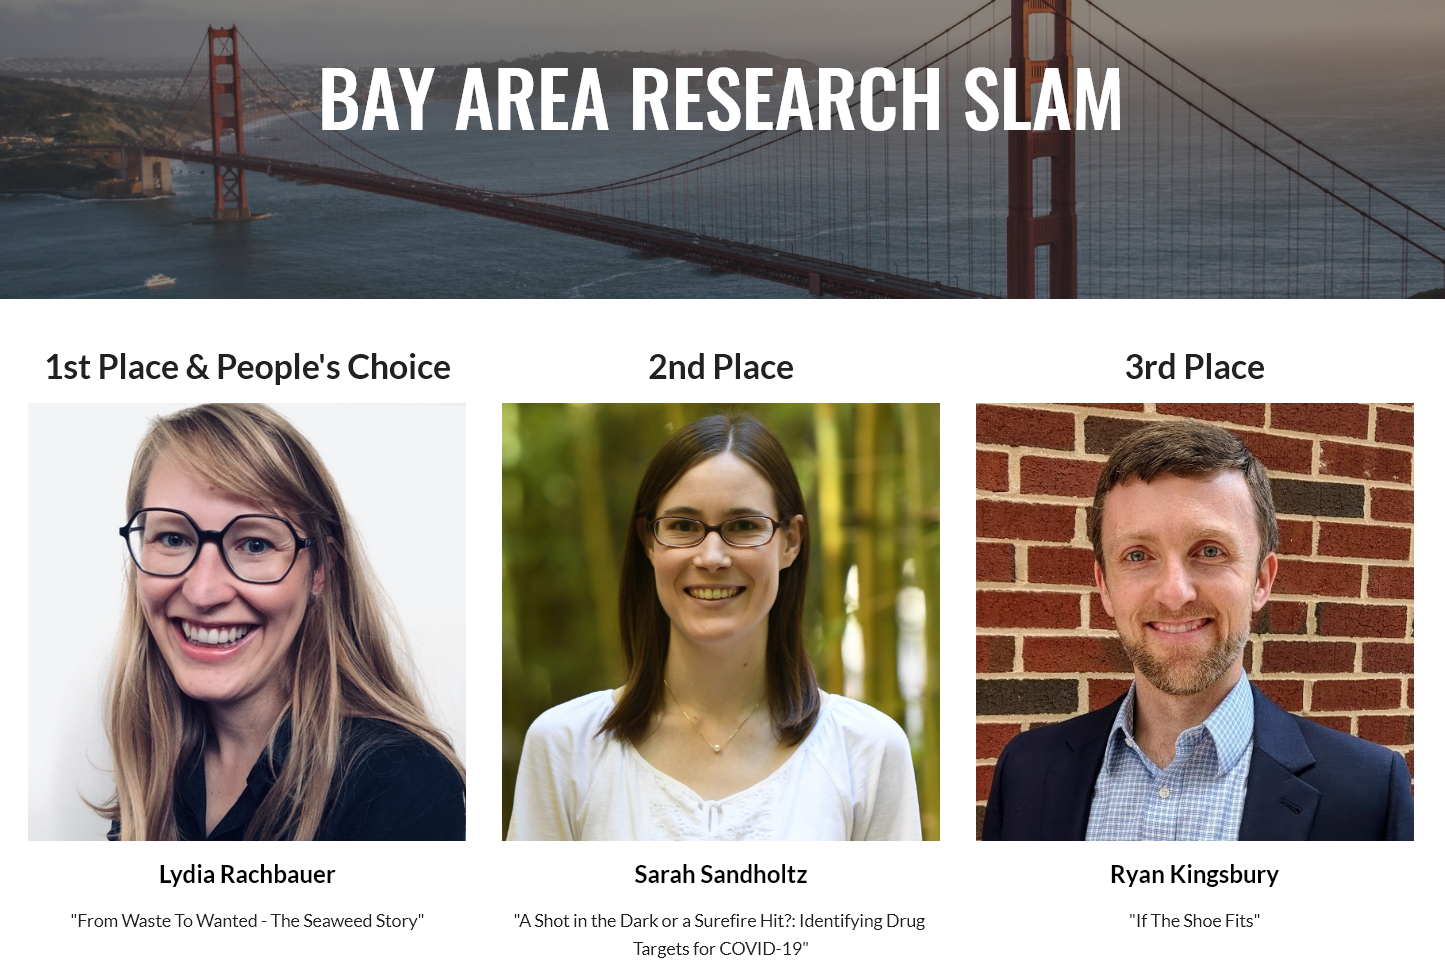 BAY AREA RESEARCH SLAM
1st Place & People's Choice
2nd Place
3rd Place
Lydia Rachbauer
Sarah Sandholtz
Ryan Kingsbury
"From Waste To Wanted - The Seaweed Story"
"A Shot in the Dark or a Surefire Hit?: Identifying Drug
Targets for COVID-19"
"If The Shoe Fits"